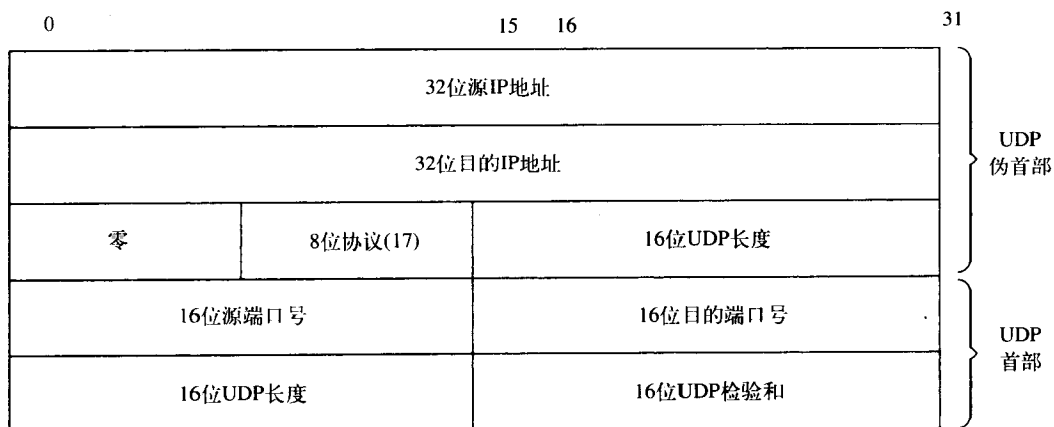 0 15 16 31
32位源IP地址
32位目的IP地址
UDP
伪首部
零 8位协议(17) 16位UDP长度
16位源端口号 16位目的端口号
UDP
首部
16位UDP长度 16位UDP检验和